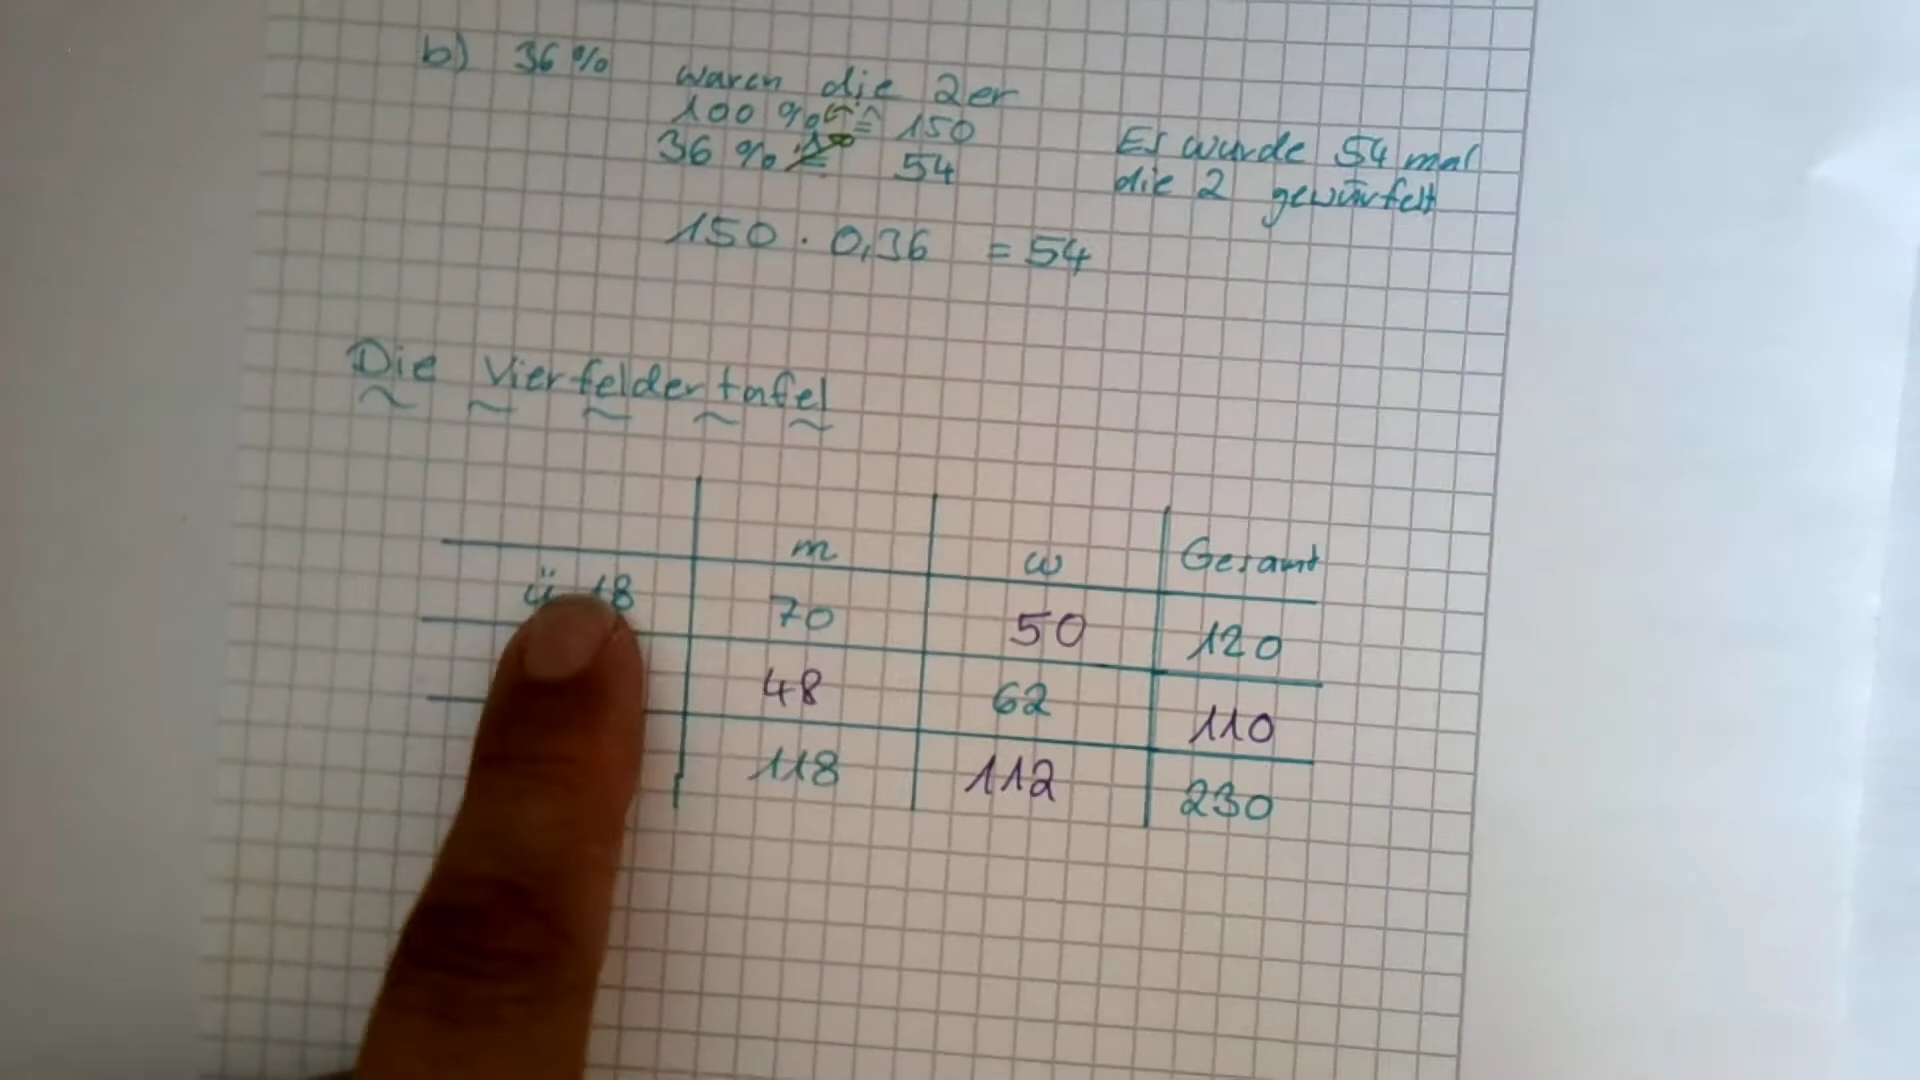 b) 36% waren die 2er
100% ≙ 150
36% ≙ 54
Es wurde 54 mal
die 2 gewürfelt
150 · 0,36 = 54
Die Vierfeldertafel
m w Gesamt
ü 18 70 50 120
48 62 110
118 112 230